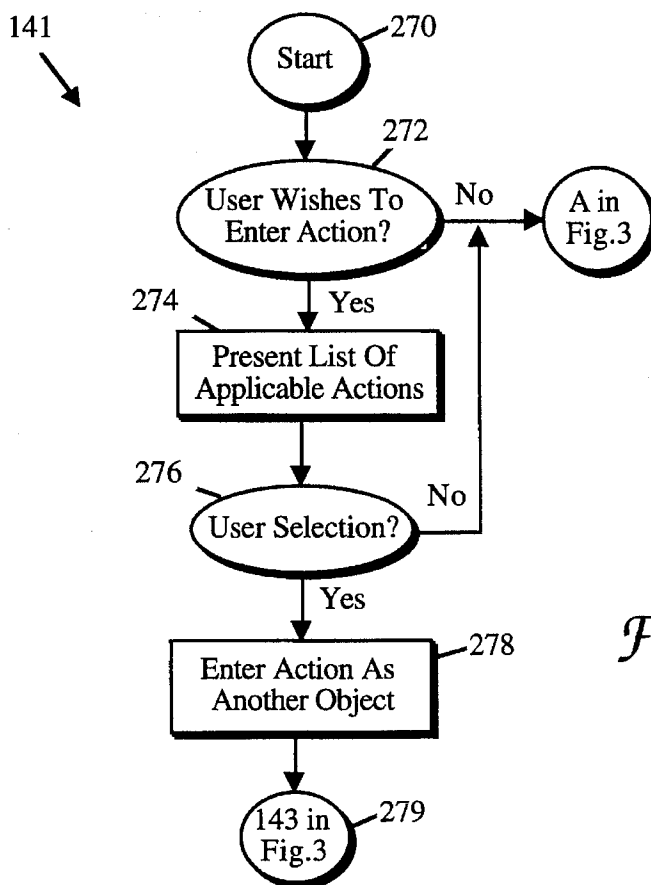 141
270
Start
272
User Wishes To
Enter Action?
No
A in
Fig.3
Yes
274
Present List Of
Applicable Actions
276
No
User Selection?
Yes
278
Enter Action As
Another Object
F
143 in
Fig.3
279